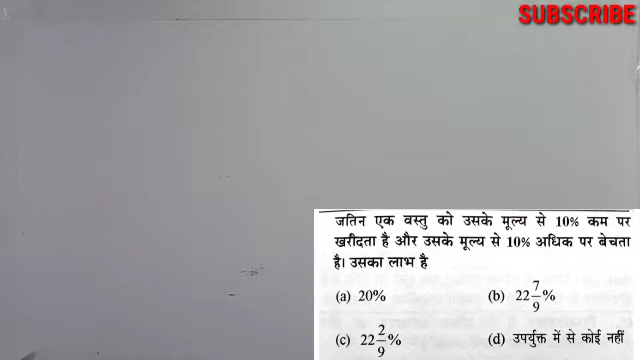 SUBSCRIBE
जतिन एक वस्तु को उसके मूल्य से 10% कम पर
खरीदता है और उसके मूल्य से 10% अधिक पर बेचता
है। उसका लाभ है
(a) 20% (b) 22 7/9 %
(c) 22 2/9 % (d) उपर्युक्त में से कोई नहीं